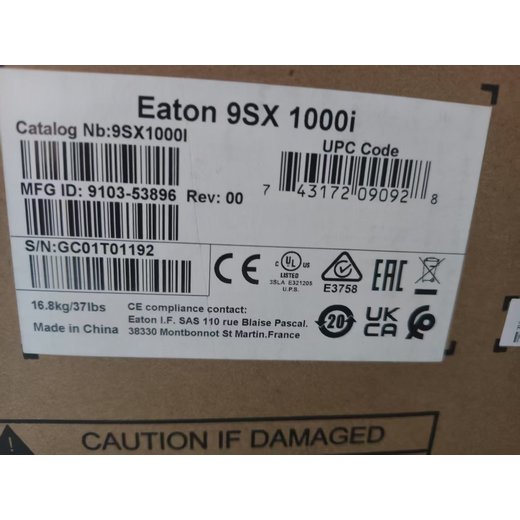 Eaton 9SX 1000i
Catalog Nb:9SX1000I
UPC Code
MFG ID: 9103-53896 Rev: 00
7 43172 09092 8
S/N:GC01T01192
CE
C UL US
LISTED
3SLA E321205
U.P.S.
E3758
EAC
16.8kg/37lbs
Made in China
CE compliance contact:
Eaton I.F. SAS 110 rue Blaise Pascal.
38330 Montbonnot St Martin.France
20
UK
CA
CAUTION IF DAMAGED